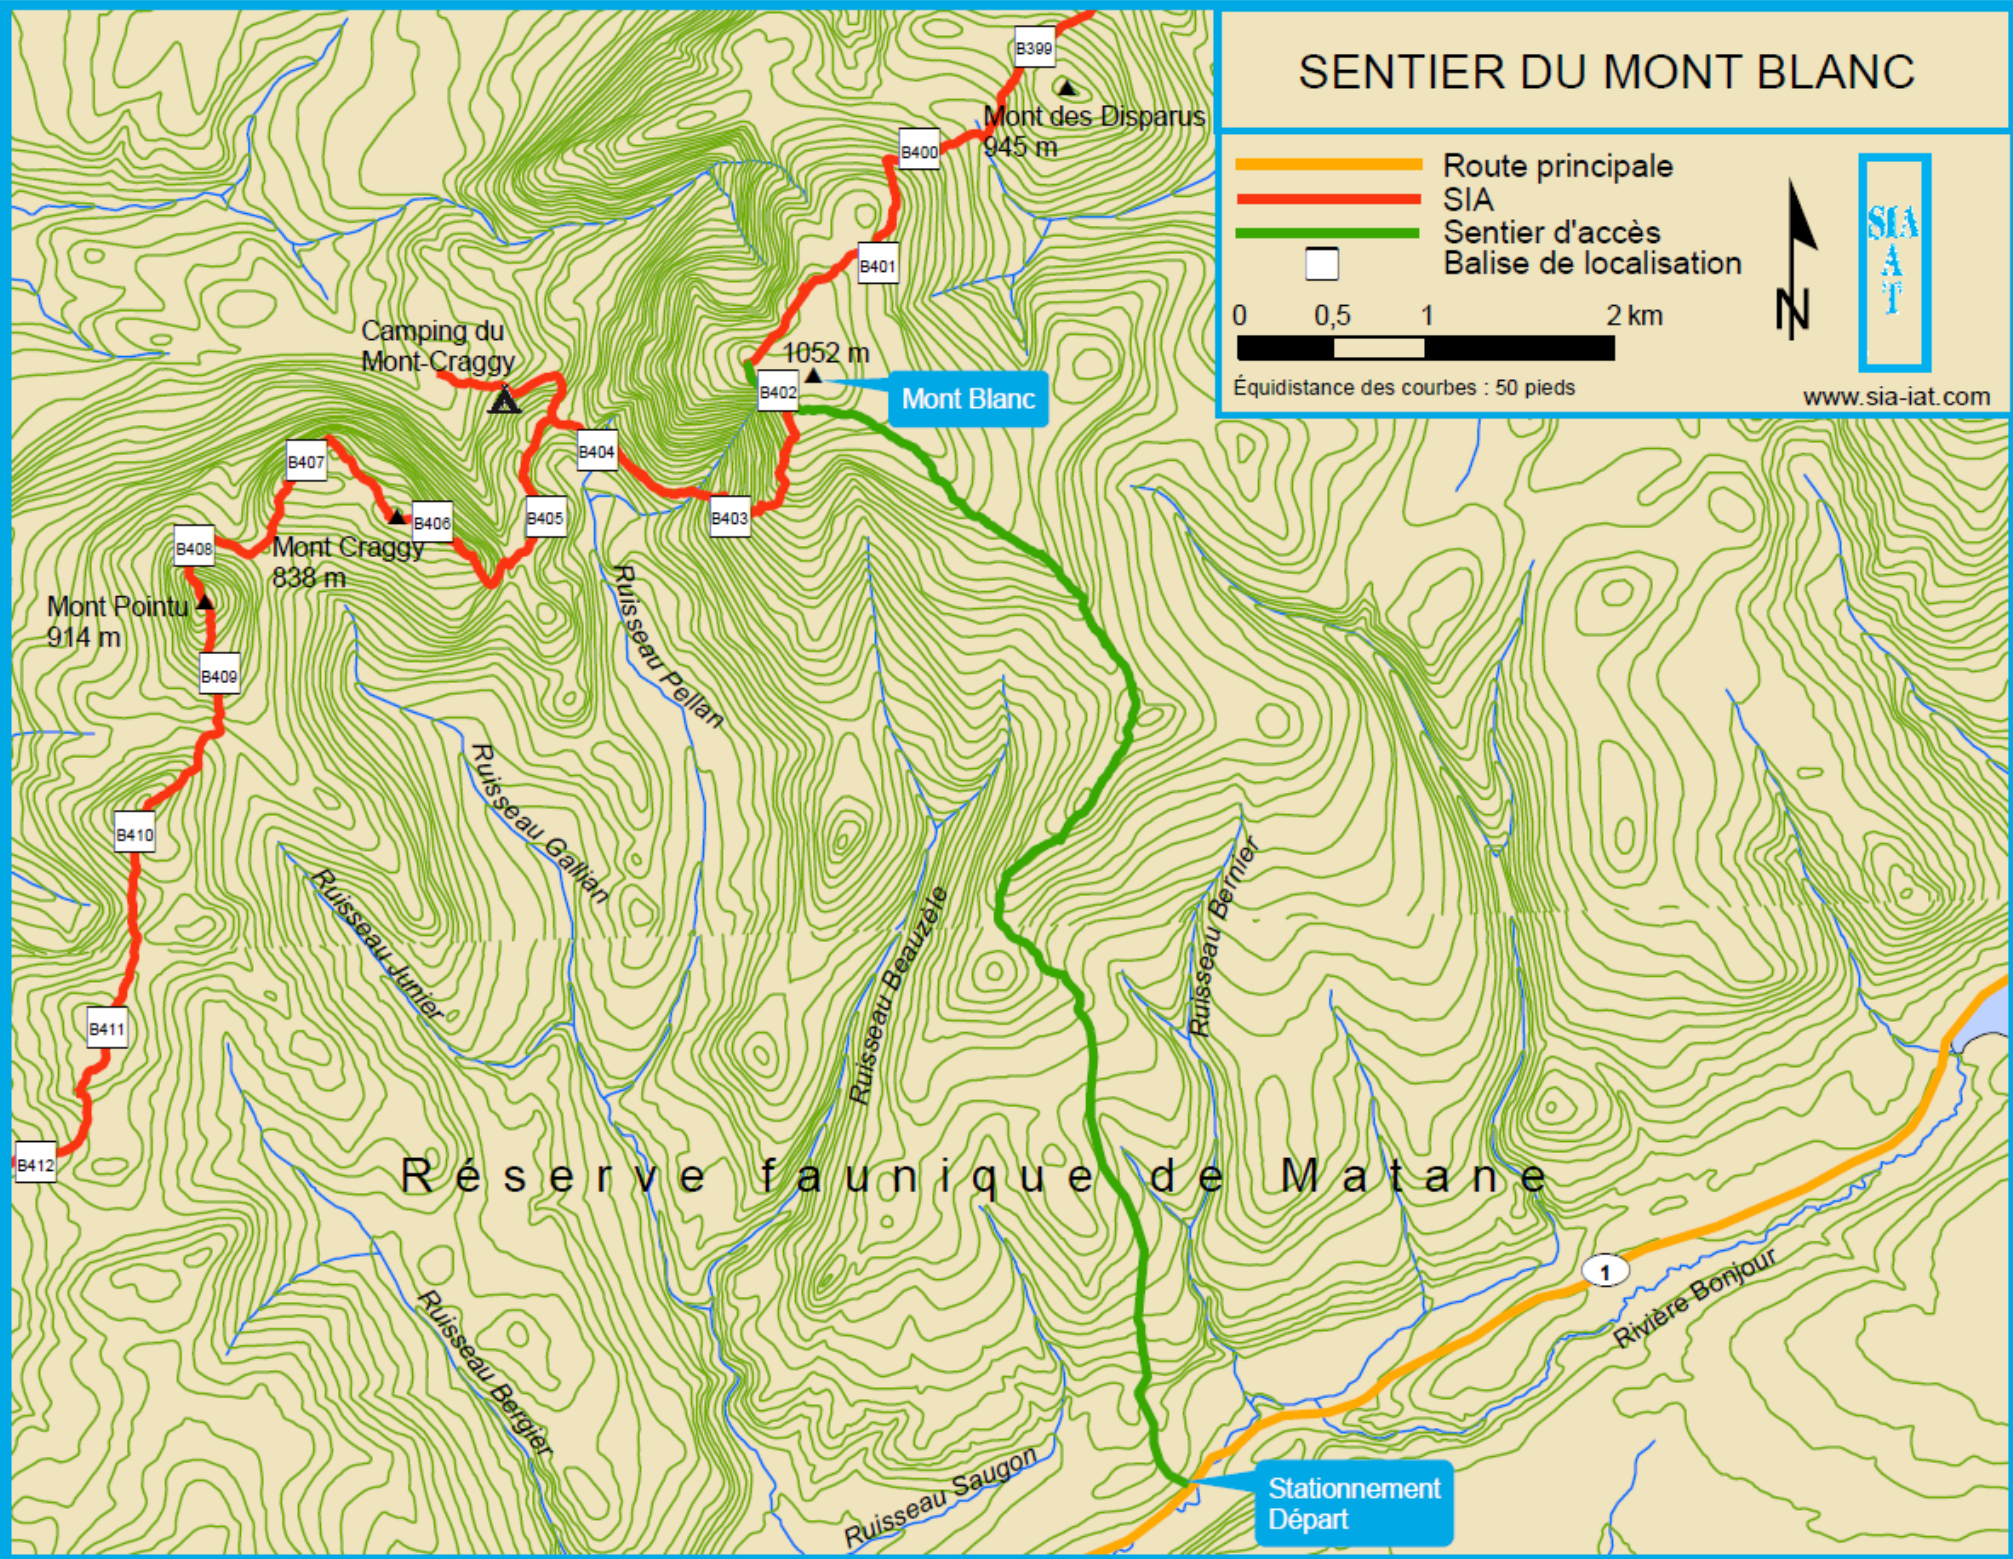 SENTIER DU MONT BLANC
Route principale
SIA
Sentier d'accès
Balise de localisation
0 0,5 1 2 km
Équidistance des courbes : 50 pieds
N
SIA
A
T
www.sia-iat.com
B399
Mont des Disparus
945 m
B400
B401
1052 m
B402
Mont Blanc
Camping du
Mont-Craggy
B404
B403
B407
B406
B405
B408
Mont Craggy
838 m
Mont Pointu
914 m
B409
Ruisseau Pellan
Ruisseau Gallian
B410
Ruisseau Junier
Ruisseau Beauzèle
Ruisseau Bernier
B411
B412
Réserve faunique de Matane
1
Rivière Bonjour
Ruisseau Bergier
Ruisseau Saugon
Stationnement
Départ